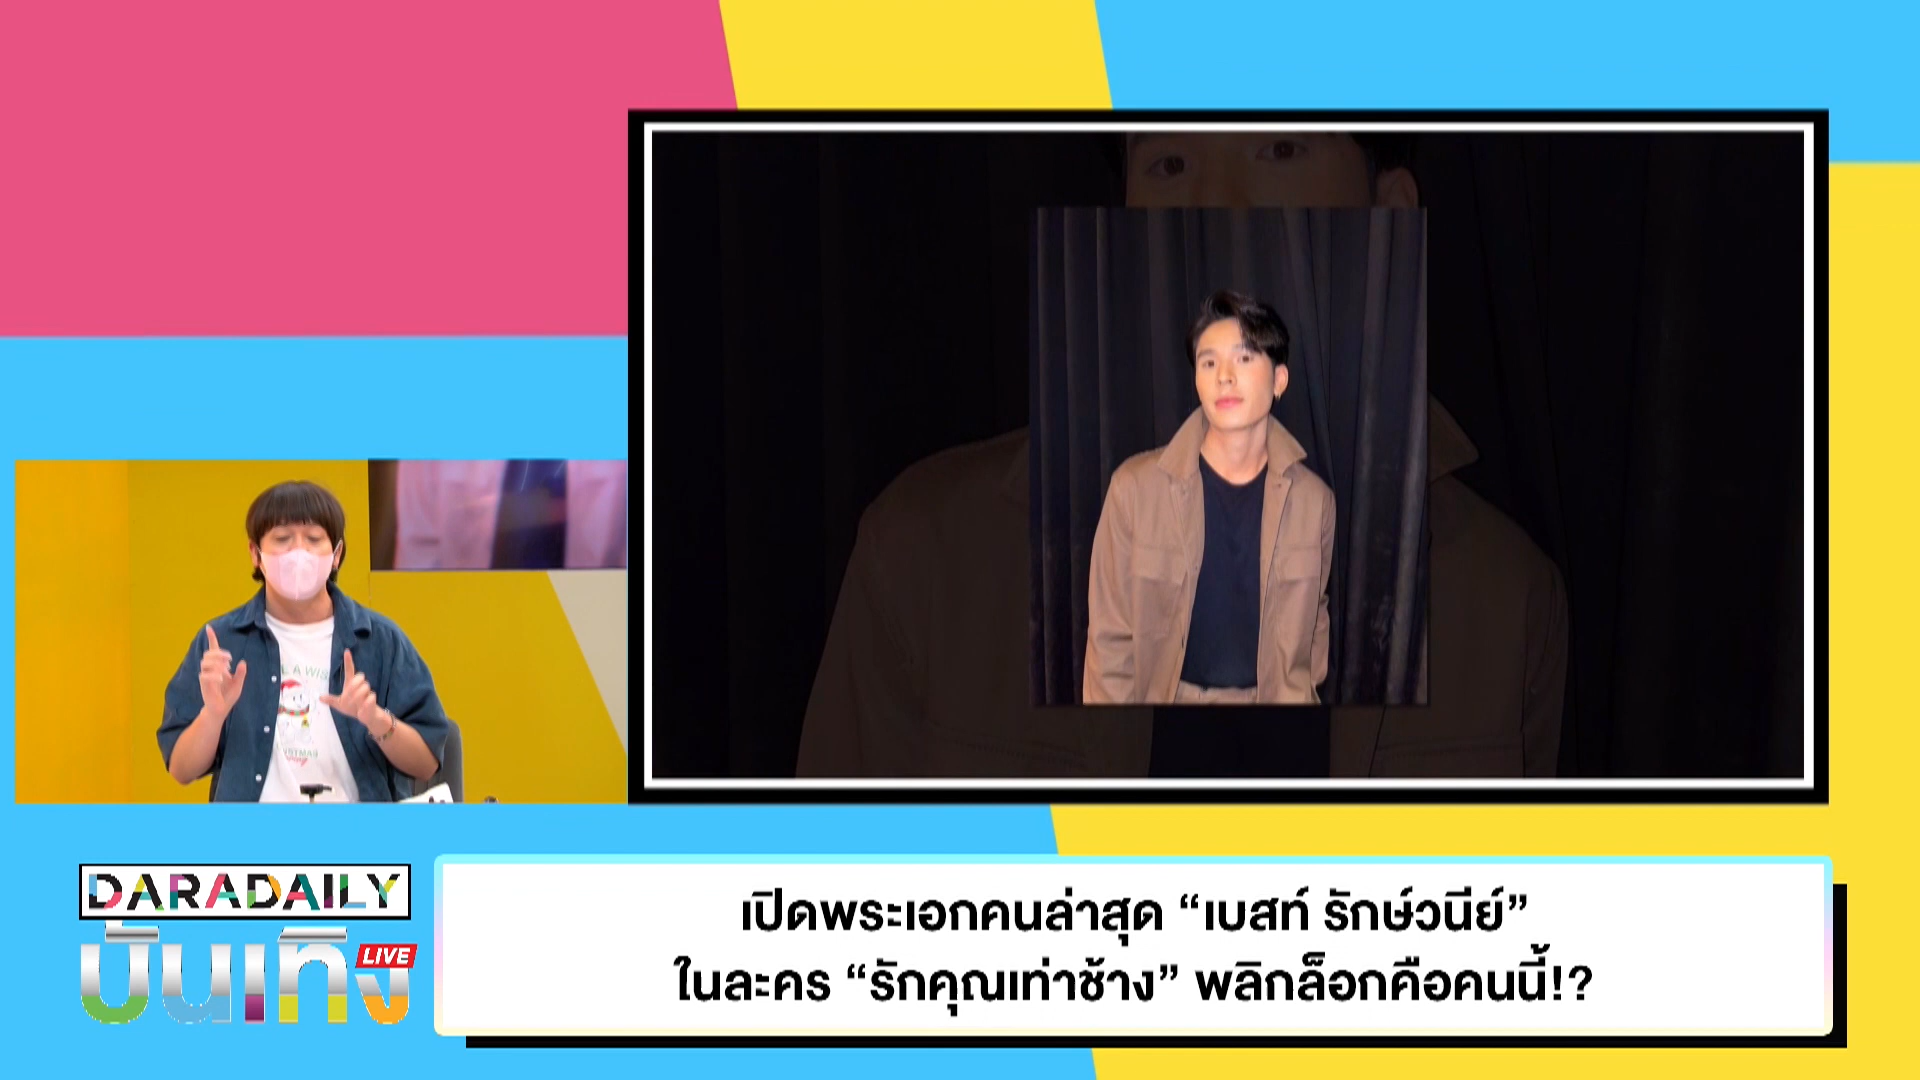 DARADAILY
บันเทิง
LIVE
เปิดพระเอกคนล่าสุด “เบสท์ รักษ์วนีย์”
ในละคร “รักคุณเท่าช้าง” พลิกล็อกคือคนนี้!?
A WIS